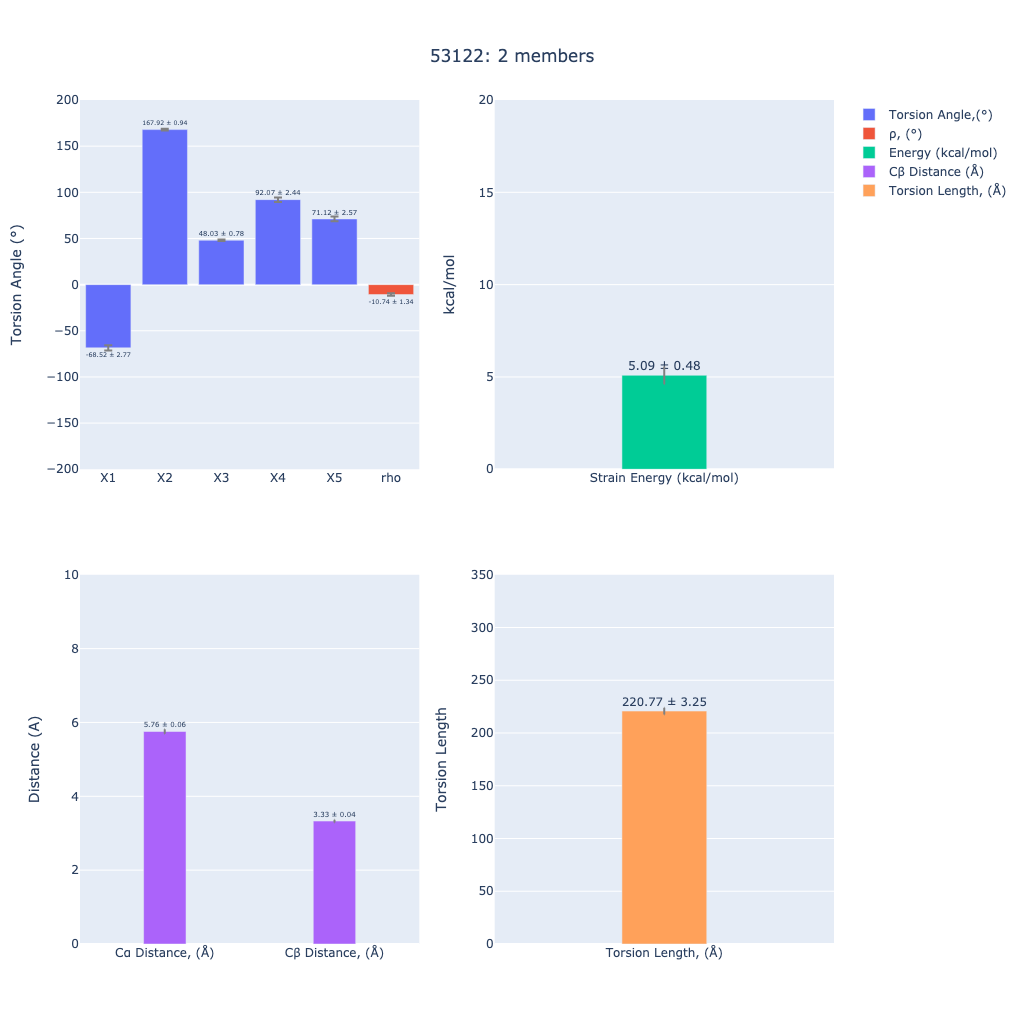 53122: 2 members
Torsion Angle (°)
200
150
100
50
0
−50
−100
−150
−200
167.92 ± 0.94
92.07 ± 2.44
71.12 ± 2.57
48.03 ± 0.78
-10.74 ± 1.34
-68.52 ± 2.77
X1 X2 X3 X4 X5 rho
kcal/mol
20
15
10
5
0
5.09 ± 0.48
Strain Energy (kcal/mol)
Torsion Angle,(°)
ρ, (°)
Energy (kcal/mol)
Cβ Distance (Å)
Torsion Length, (Å)
Distance (A)
10
8
6
4
2
0
5.76 ± 0.06
3.33 ± 0.04
Cα Distance, (Å) Cβ Distance, (Å)
Torsion Length
350
300
250
200
150
100
50
0
220.77 ± 3.25
Torsion Length, (Å)